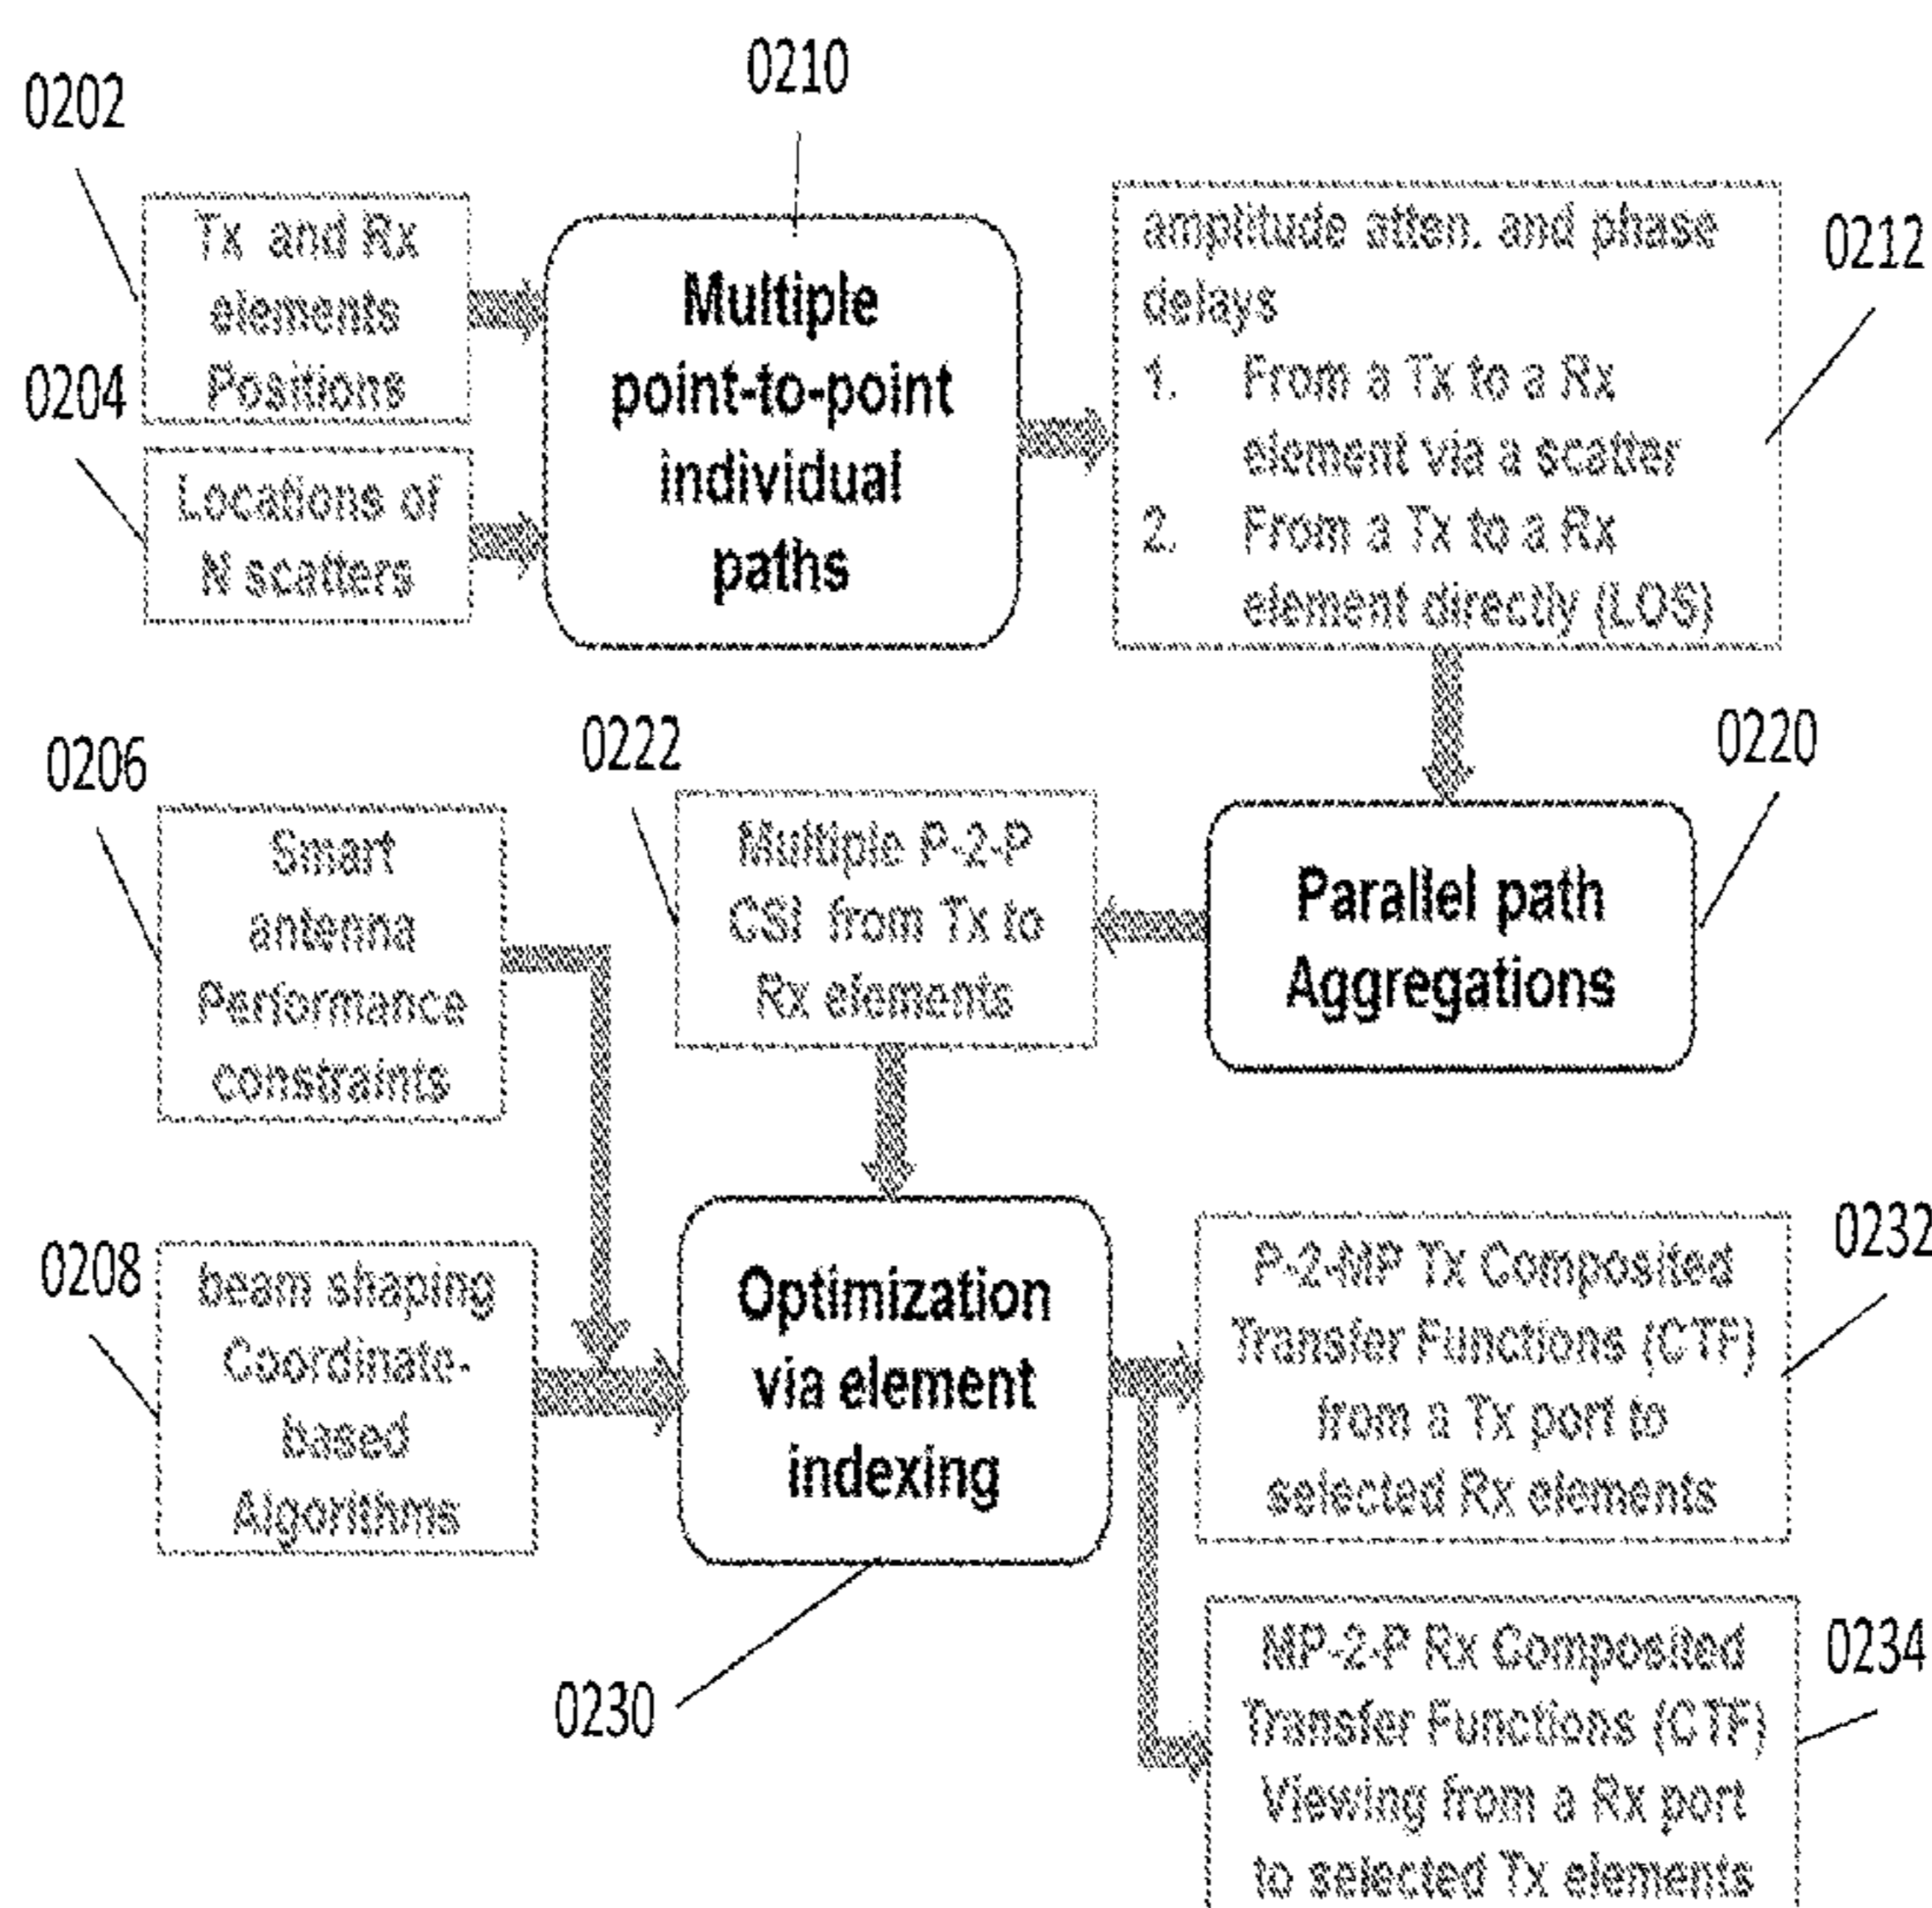 0210
0202
Tx and Rx
elements
Positions
0204
Locations of
N scatters
Multiple
point-to-point
individual
paths
amplitude atten. and phase
delays
1. From a Tx to a Rx
element via a scatter
2. From a Tx to a Rx
element directly (LOS)
0212
0206
Smart
antenna
Performance
constraints
0222
Multiple P-2-P
CSI from Tx to
Rx elements
0220
Parallel path
Aggregations
0208
beam shaping
Coordinate-
based
Algorithms
Optimization
via element
indexing
0230
P-2-MP Tx Composited
Transfer Functions (CTF)
from a Tx port to
selected Rx elements
0232
MP-2-P Rx Composited
Transfer Functions (CTF)
Viewing from a Rx port
to selected Tx elements
0234